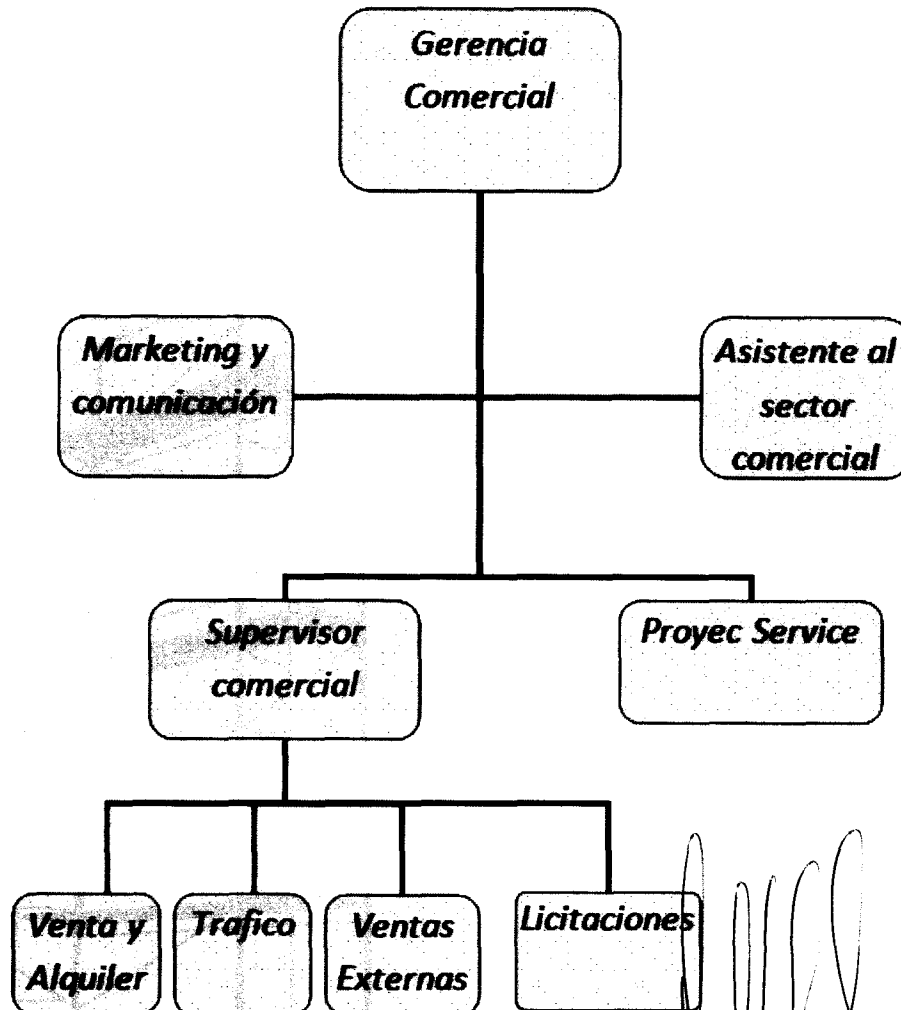 Gerencia
Comercial
Marketing y
comunicación
Asistente al
sector
comercial
Supervisor
comercial
Proyec Service
Venta y
Alquiler
Trafico
Ventas
Externas
Licitaciones